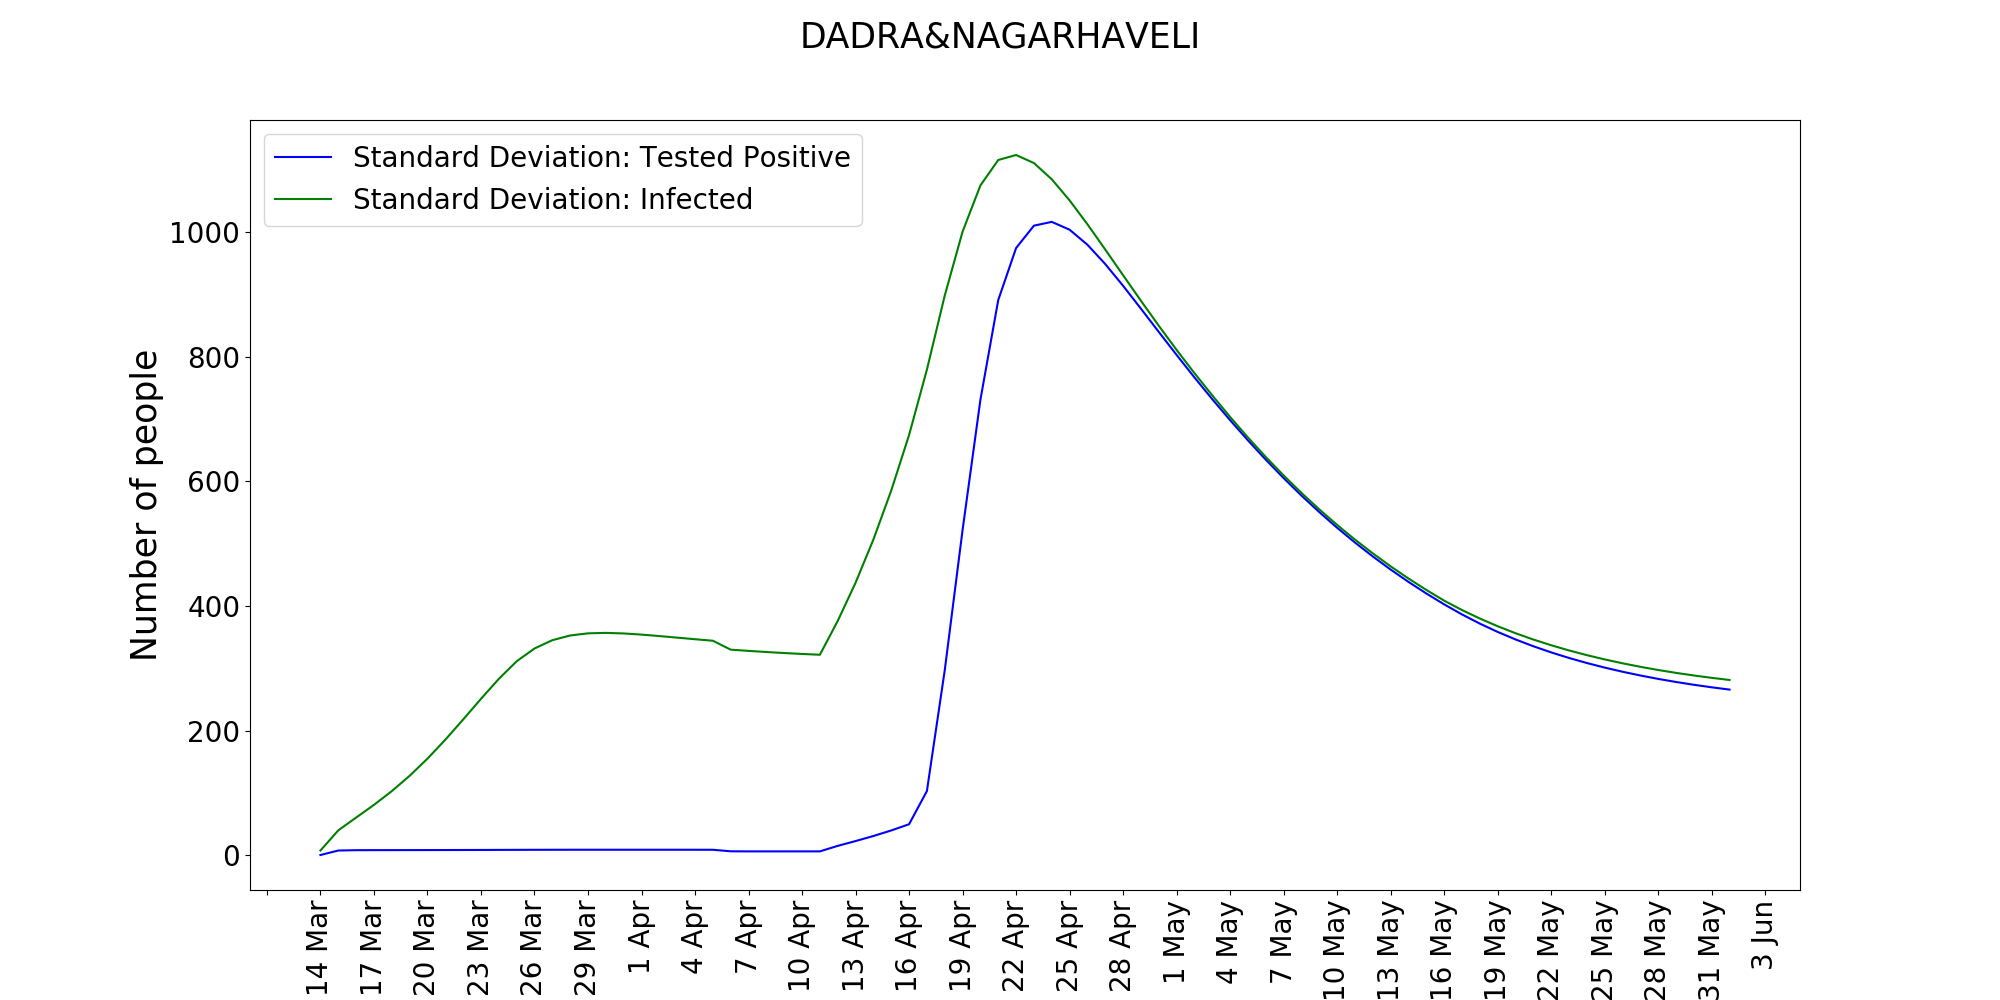 DADRA&NAGARHAVELI
Standard Deviation: Tested Positive
Standard Deviation: Infected
Number of people
1000
800
600
400
200
0
14 Mar
17 Mar
20 Mar
23 Mar
26 Mar
29 Mar
1 Apr
4 Apr
7 Apr
10 Apr
13 Apr
16 Apr
19 Apr
22 Apr
25 Apr
28 Apr
1 May
4 May
7 May
10 May
13 May
16 May
19 May
22 May
25 May
28 May
31 May
3 Jun